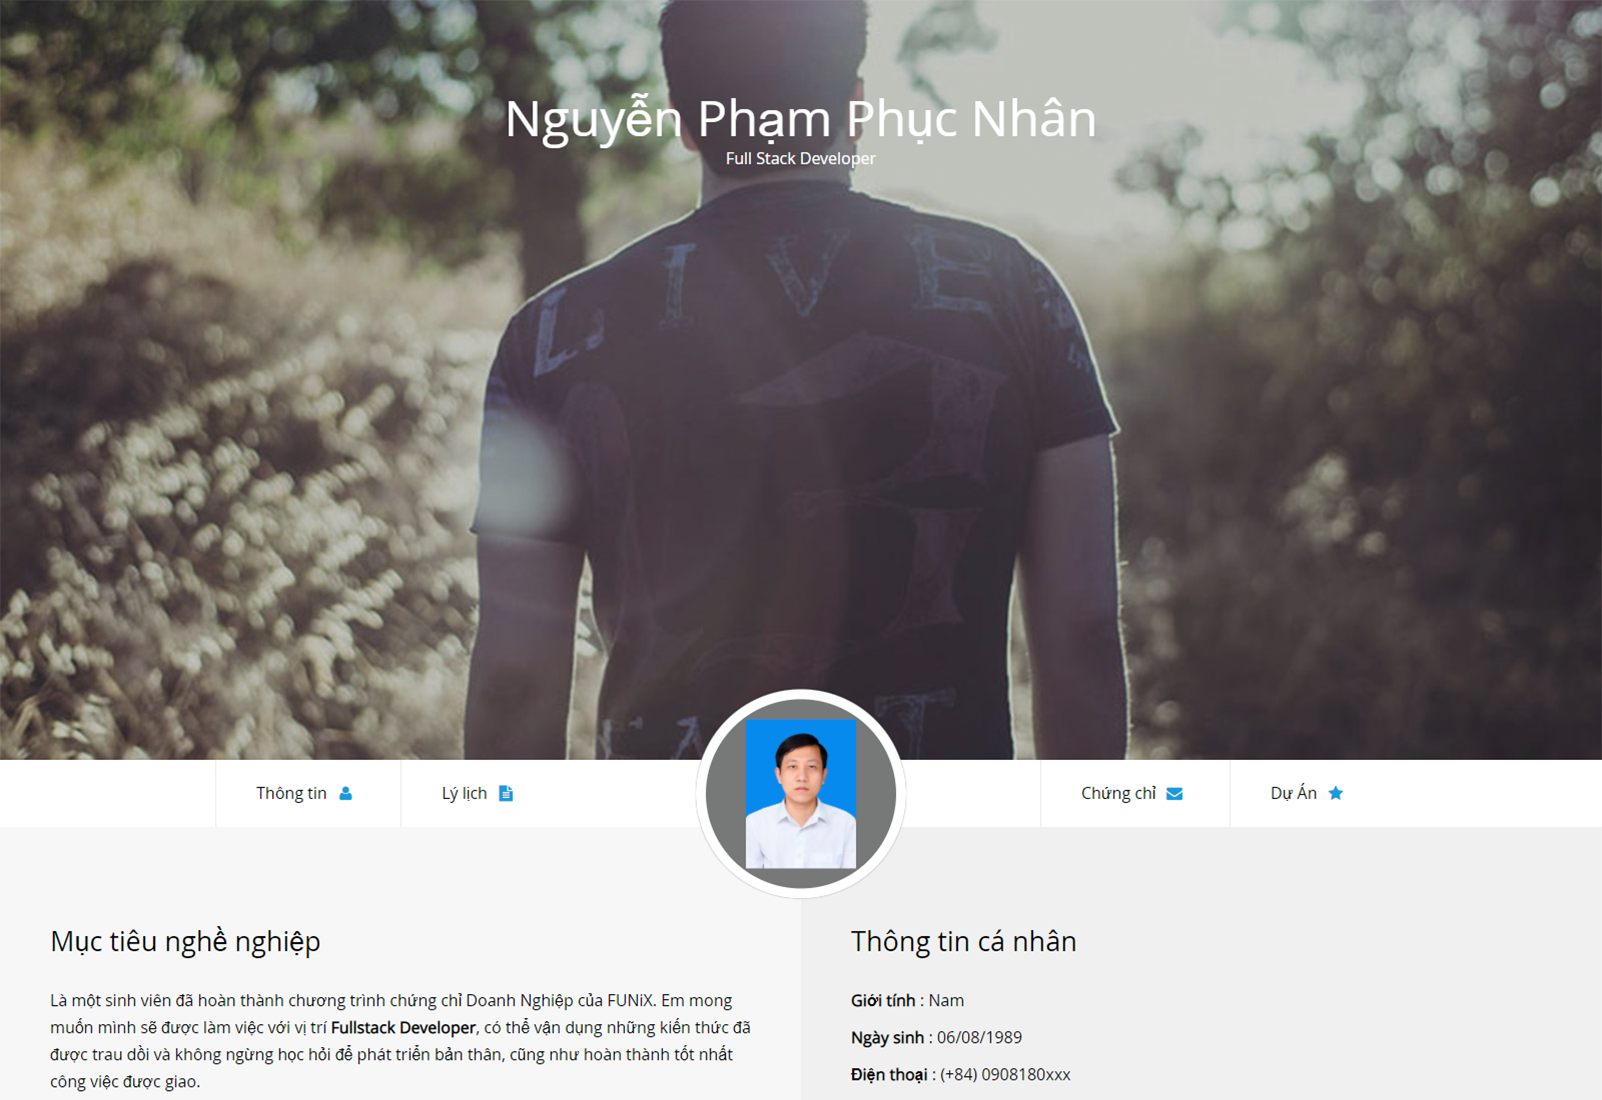 Nguyễn Phạm Phục Nhân
Full Stack Developer
LIVE
Thông tin
Lý lịch
Chứng chỉ
Dự Án
Mục tiêu nghề nghiệp
Là một sinh viên đã hoàn thành chương trình chứng chỉ Doanh Nghiệp của FUNiX. Em mong
muốn mình sẽ được làm việc với vị trí Fullstack Developer, có thể vận dụng những kiến thức đã
được trau dồi và không ngừng học hỏi để phát triển bản thân, cũng như hoàn thành tốt nhất
công việc được giao.
Thông tin cá nhân
Giới tính : Nam
Ngày sinh : 06/08/1989
Điện thoại : (+84) 0908180xxx